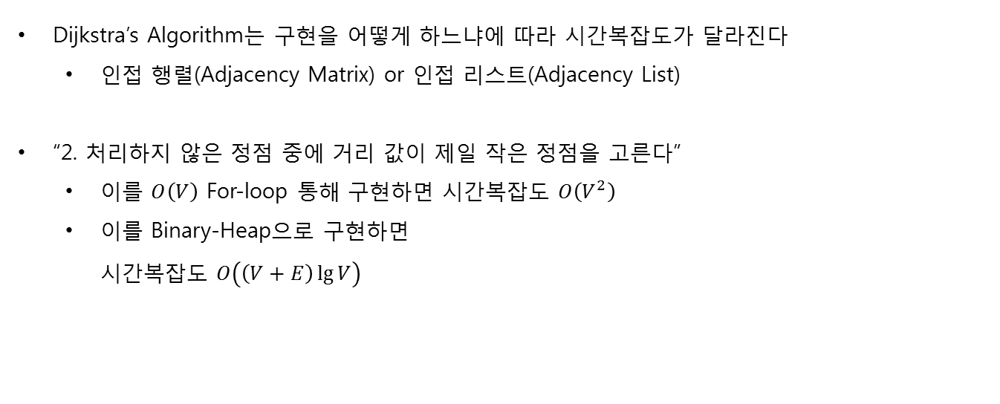 • Dijkstra’s Algorithm는 구현을 어떻게 하느냐에 따라 시간복잡도가 달라진다
• 인접 행렬(Adjacency Matrix) or 인접 리스트(Adjacency List)
• “2. 처리하지 않은 정점 중에 거리 값이 제일 작은 정점을 고른다”
• 이를 O(V) For-loop 통해 구현하면 시간복잡도 O(V²)
• 이를 Binary-Heap으로 구현하면
시간복잡도 O((V + E) lg V)